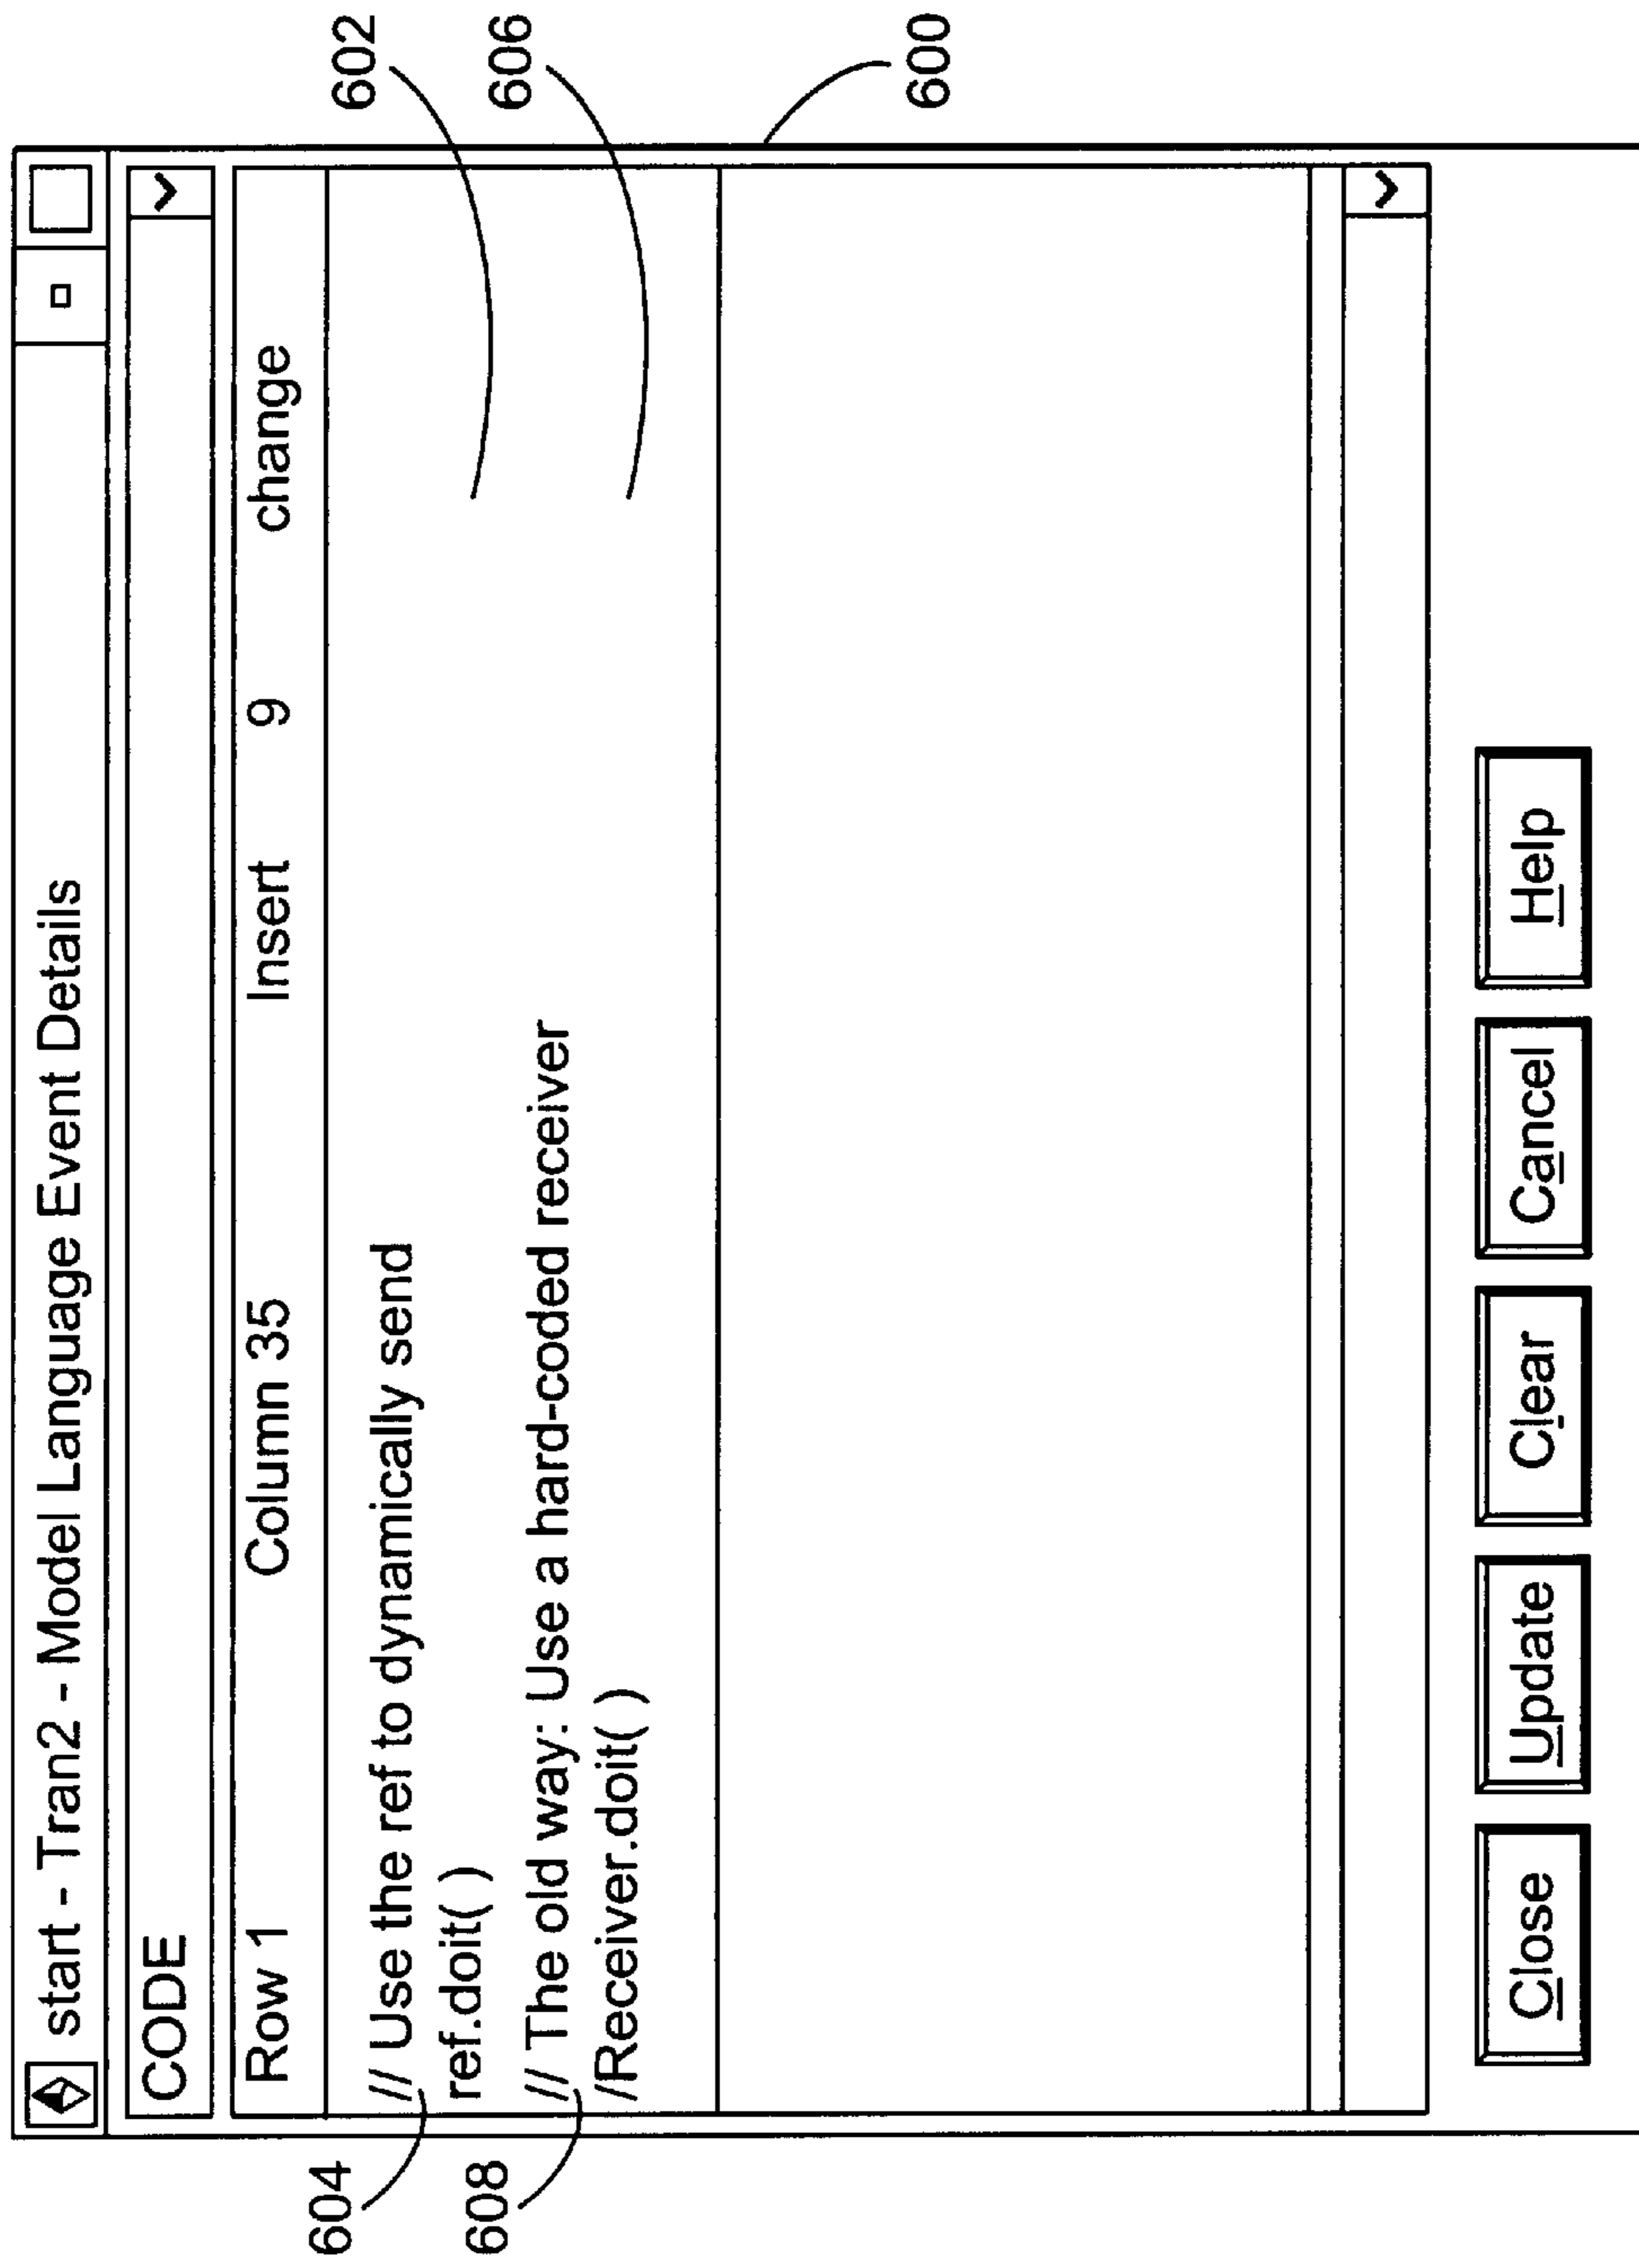 start - Tran2 - Model Language Event Details
CODE
Row 1 Column 35 Insert 9 change
// Use the ref to dynamically send
ref.doit( )
// The old way: Use a hard-coded receiver
/Receiver.doit( )
Close Update Clear Cancel Help
602
606
600
604
608